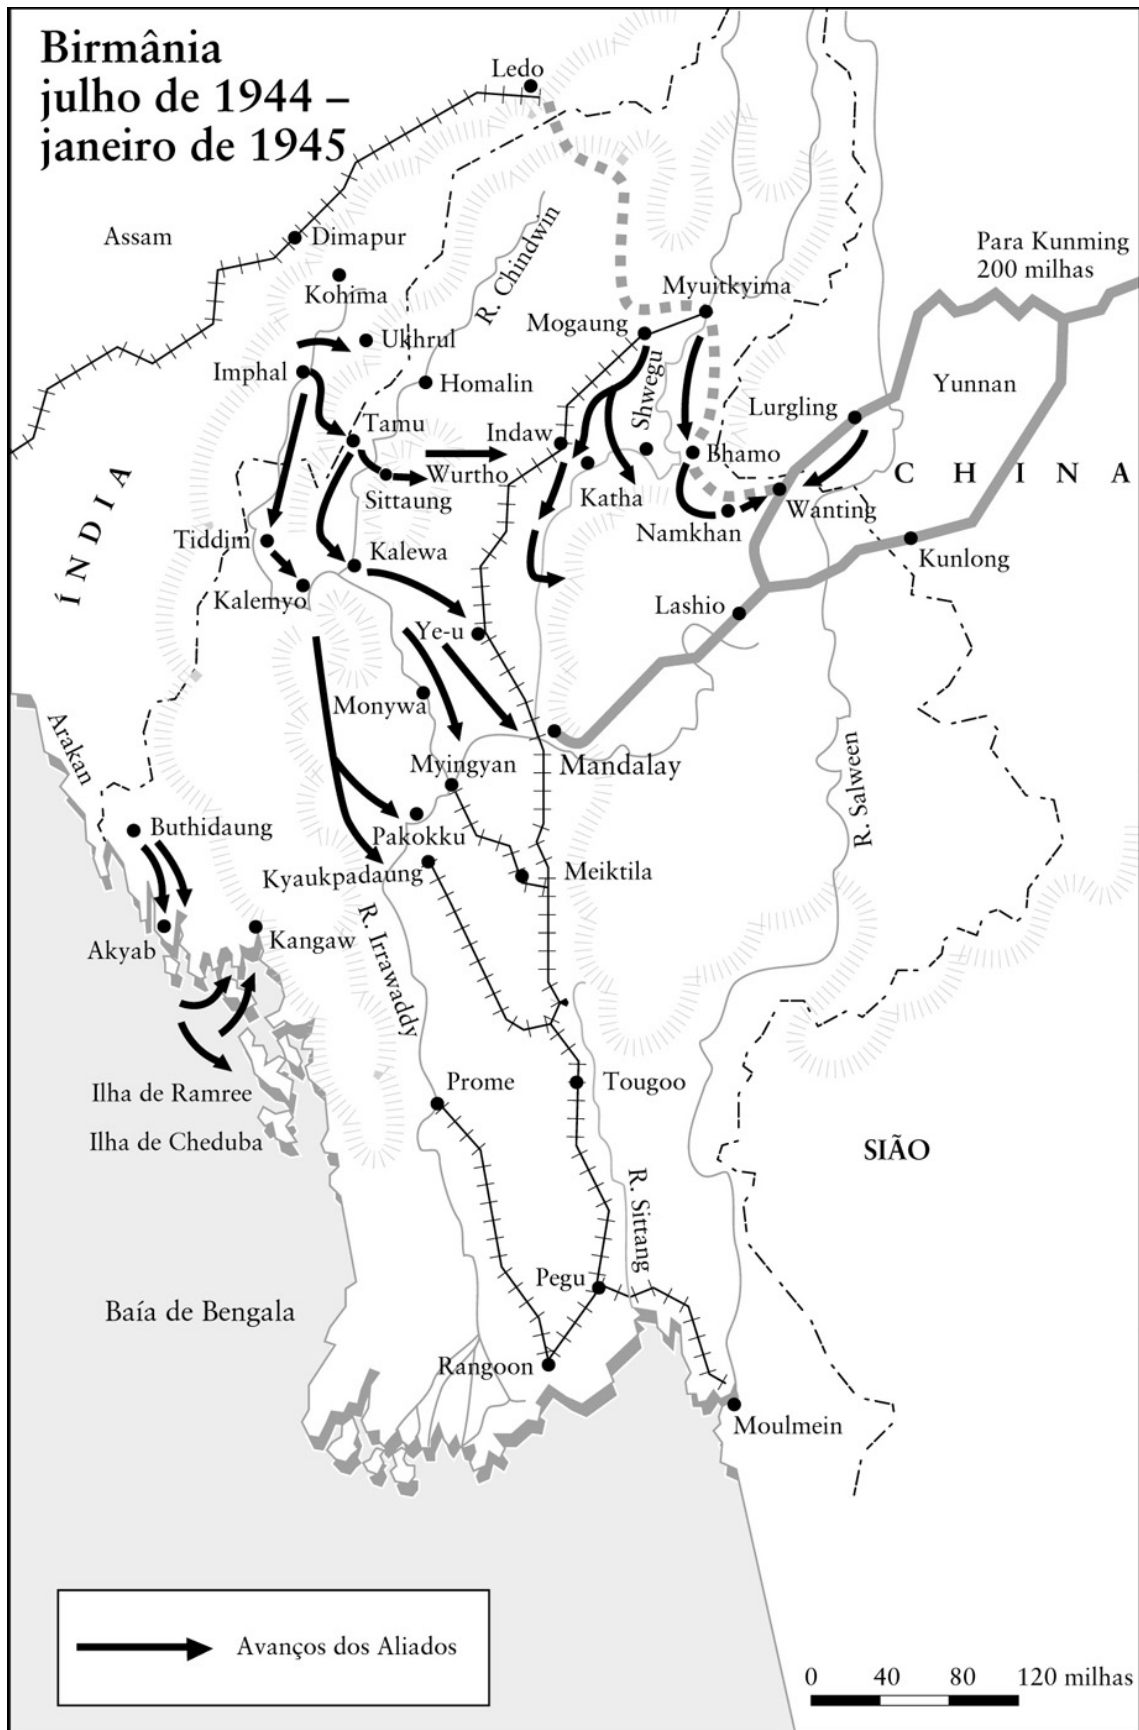 Birmânia
julho de 1944 –
janeiro de 1945
Ledo
Assam
Dimapur
Kohima
R. Chindwin
Para Kunming
200 milhas
Myuitkyima
Mogaung
Ukhrul
Imphal
Homalin
Shwegu
Yunnan
Lurgling
Tamu
Indaw
Bhamo
Wurtho
Sittaung
Katha
CHINA
Wanting
Namkhan
ÍNDIA
Tiddim
Kalewa
Kunlong
Kalemyo
Lashio
Ye-u
Monywa
Arakan
Mandalay
Myingyan
R. Salween
Buthidaung
Pakokku
Kyaukpadaung
Meiktila
R. Irrawaddy
Akyab
Kangaw
Ilha de Ramree
Prome
Tougoo
Ilha de Cheduba
SIÃO
R. Sittang
Pegu
Baía de Bengala
Rangoon
Moulmein
Avanços dos Aliados
0 40 80 120 milhas